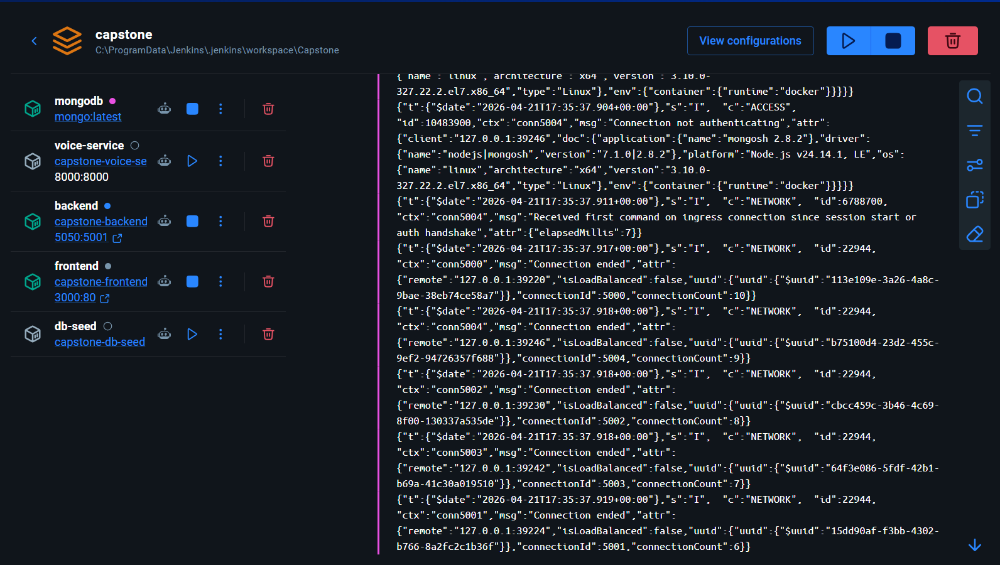 capstone
C:\ProgramData\Jenkins\.jenkins\workspace\Capstone
View configurations
mongodb
mongo:latest
voice-service
capstone-voice-se
8000:8000
backend
capstone-backend
5050:5001
frontend
capstone-frontend
3000:80
db-seed
capstone-db-seed
{"name":"linux","architecture":"x64","version":"3.10.0-
327.22.2.el7.x86_64","type":"Linux"},"env":{"container":{"runtime":"docker"}}}}}
{"t":{"$date":"2026-04-21T17:35:37.904+00:00"},"s":"I",  "c":"ACCESS",
"id":10483900,"ctx":"conn5004","msg":"Connection not authenticating","attr":
{"client":"127.0.0.1:39246","doc":{"application":{"name":"mongosh 2.8.2"},"driver":
{"name":"nodejs|mongosh","version":"7.1.0|2.8.2"},"platform":"Node.js v24.14.1, LE","os":
{"name":"linux","architecture":"x64","version":"3.10.0-
327.22.2.el7.x86_64","type":"Linux"},"env":{"container":{"runtime":"docker"}}}}}
{"t":{"$date":"2026-04-21T17:35:37.911+00:00"},"s":"I",  "c":"NETWORK",  "id":6788700,
"ctx":"conn5004","msg":"Received first command on ingress connection since session start or
auth handshake","attr":{"elapsedMillis":7}}
{"t":{"$date":"2026-04-21T17:35:37.917+00:00"},"s":"I",  "c":"NETWORK",  "id":22944,
"ctx":"conn5000","msg":"Connection ended","attr":
{"remote":"127.0.0.1:39220","isLoadBalanced":false,"uuid":{"uuid":{"$uuid":"113e109e-3a26-4a8c-
9bae-38eb74ce58a7"}},"connectionId":5000,"connectionCount":10}}
{"t":{"$date":"2026-04-21T17:35:37.918+00:00"},"s":"I",  "c":"NETWORK",  "id":22944,
"ctx":"conn5004","msg":"Connection ended","attr":
{"remote":"127.0.0.1:39246","isLoadBalanced":false,"uuid":{"uuid":{"$uuid":"b75100d4-23d2-455c-
9ef2-94726357f688"}},"connectionId":5004,"connectionCount":9}}
{"t":{"$date":"2026-04-21T17:35:37.918+00:00"},"s":"I",  "c":"NETWORK",  "id":22944,
"ctx":"conn5002","msg":"Connection ended","attr":
{"remote":"127.0.0.1:39230","isLoadBalanced":false,"uuid":{"uuid":{"$uuid":"cbcc459c-3b46-4c69-
8f00-130337a535de"}},"connectionId":5002,"connectionCount":8}}
{"t":{"$date":"2026-04-21T17:35:37.918+00:00"},"s":"I",  "c":"NETWORK",  "id":22944,
"ctx":"conn5003","msg":"Connection ended","attr":
{"remote":"127.0.0.1:39242","isLoadBalanced":false,"uuid":{"uuid":{"$uuid":"64f3e086-5fdf-42b1-
b69a-41c30a019510"}},"connectionId":5003,"connectionCount":7}}
{"t":{"$date":"2026-04-21T17:35:37.919+00:00"},"s":"I",  "c":"NETWORK",  "id":22944,
"ctx":"conn5001","msg":"Connection ended","attr":
{"remote":"127.0.0.1:39224","isLoadBalanced":false,"uuid":{"uuid":{"$uuid":"15dd90af-f3bb-4302-
b766-8a2fc2c1b36f"}},"connectionId":5001,"connectionCount":6}}